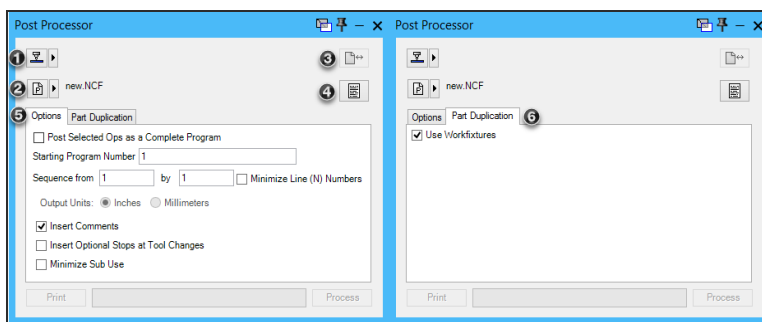 Post Processor
1
3
2 new.NCF
4
5 Options Part Duplication
Post Selected Ops as a Complete Program
Starting Program Number 1
Sequence from 1 by 1 Minimize Line (N) Numbers
Output Units: Inches Millimeters
Insert Comments
Insert Optional Stops at Tool Changes
Minimize Sub Use
Print Process
Post Processor
new.NCF
Options Part Duplication 6
Use Workfixtures
Print Process